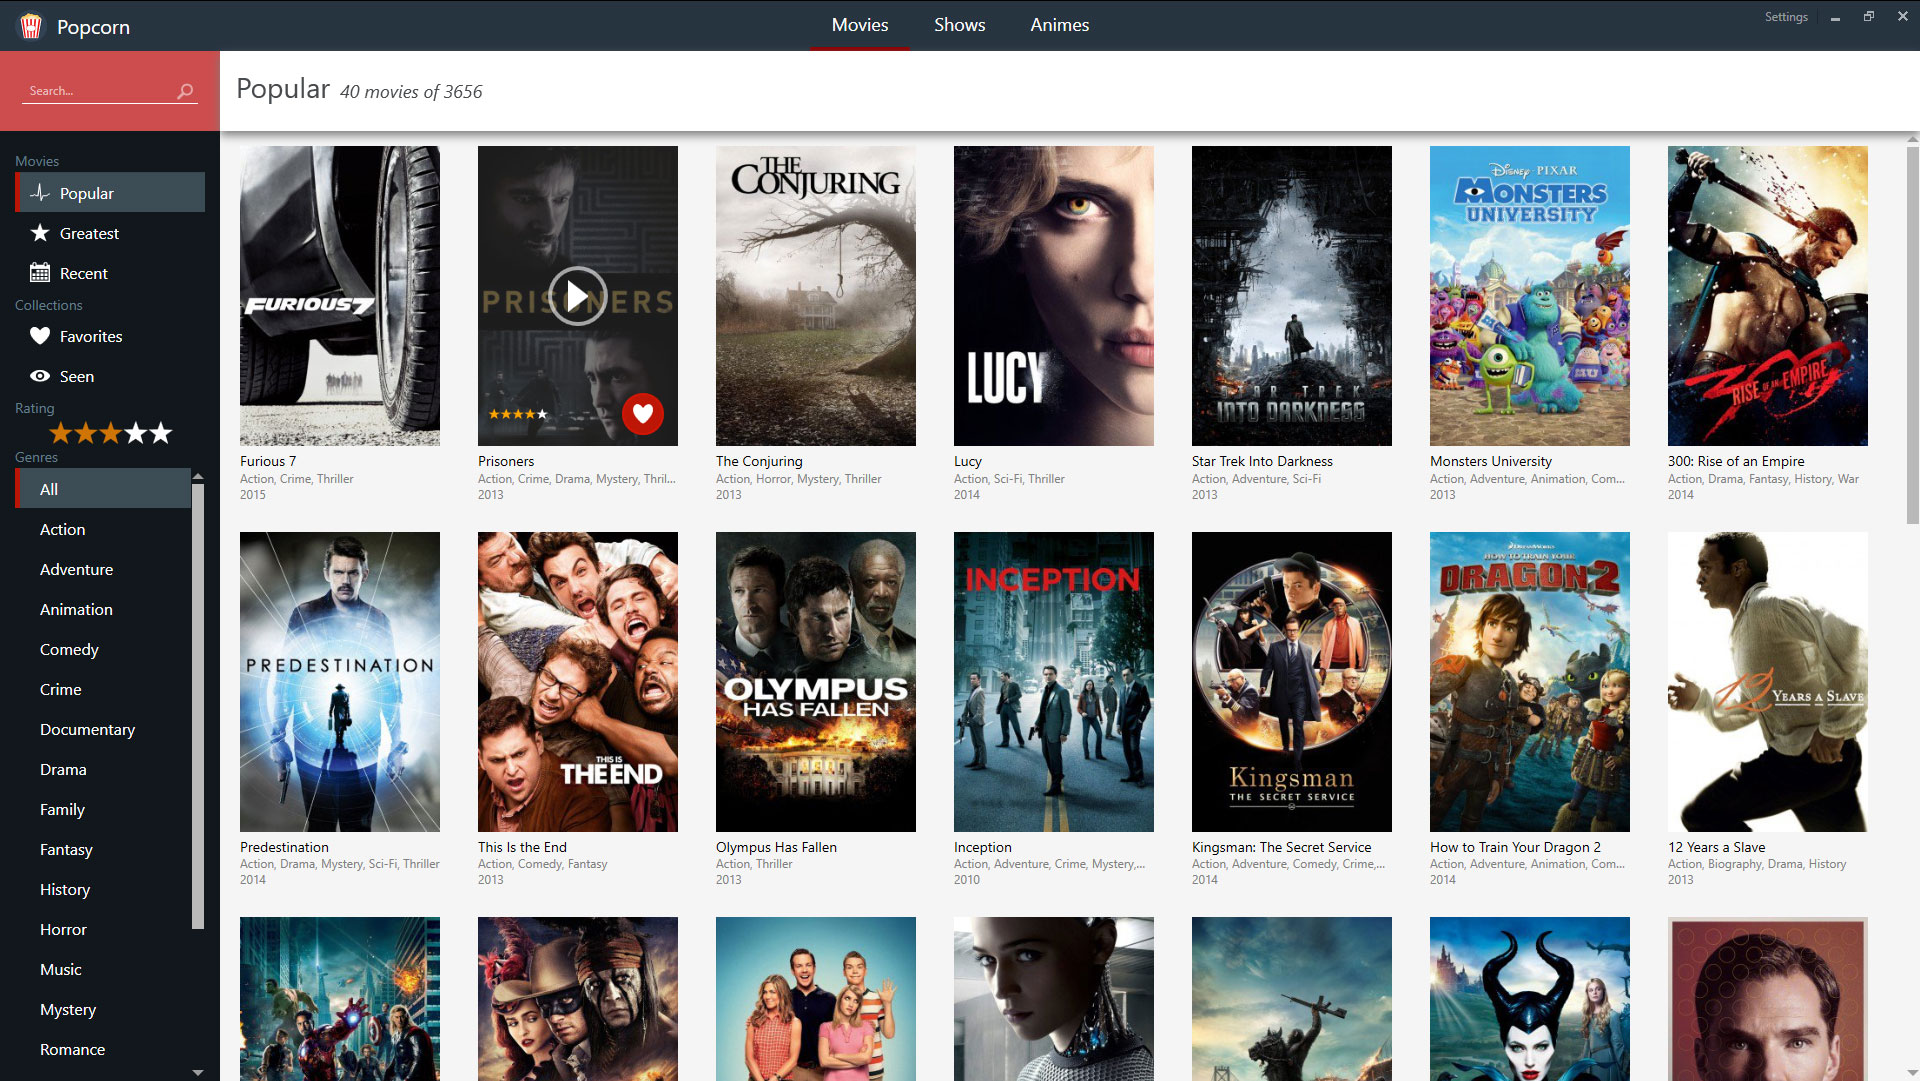 Popcorn
Movies
Shows
Animes
Settings
Search...
Popular 40 movies of 3656
Movies
Popular
Greatest
Recent
Collections
Favorites
Seen
Rating
Genres
All
Action
Adventure
Animation
Comedy
Crime
Documentary
Drama
Family
Fantasy
History
Horror
Music
Mystery
Romance
FURIOUS 7
Furious 7
Action, Crime, Thriller
2015
PRISONERS
Prisoners
Action, Crime, Drama, Mystery, Thril...
2013
THE
CONJURING
The Conjuring
Action, Horror, Mystery, Thriller
2013
LUCY
Lucy
Action, Sci-Fi, Thriller
2014
STAR TREK
INTO DARKNESS
Star Trek Into Darkness
Action, Adventure, Sci-Fi
2013
Disney · PIXAR
MONSTERS
UNIVERSITY
MU
Monsters University
Action, Adventure, Animation, Com...
2013
300
RISE OF AN EMPIRE
300: Rise of an Empire
Action, Drama, Fantasy, History, War
2014
PREDESTINATION
Predestination
Action, Drama, Mystery, Sci-Fi, Thriller
2014
THIS IS
THE END
This Is the End
Action, Comedy, Fantasy
2013
OLYMPUS
HAS FALLEN
Olympus Has Fallen
Action, Thriller
2013
INCEPTION
Inception
Action, Adventure, Crime, Mystery,...
2010
Kingsman
THE SECRET SERVICE
Kingsman: The Secret Service
Action, Adventure, Comedy, Crime,...
2014
HOW TO TRAIN YOUR
DRAGON 2
How to Train Your Dragon 2
Action, Adventure, Animation, Com...
2014
12 YEARS A SLAVE
12 Years a Slave
Action, Biography, Drama, History
2013